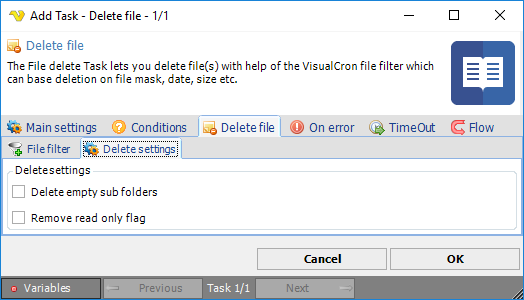 Add Task - Delete file - 1/1
Delete file
The File delete Task lets you delete file(s) with help of the VisualCron file filter which
can base deletion on file mask, date, size etc.
Main settings Conditions Delete file On error TimeOut Flow
File filter Delete settings
Delete settings
Delete empty sub folders
Remove read only flag
Cancel OK
Variables Previous Task 1/1 Next